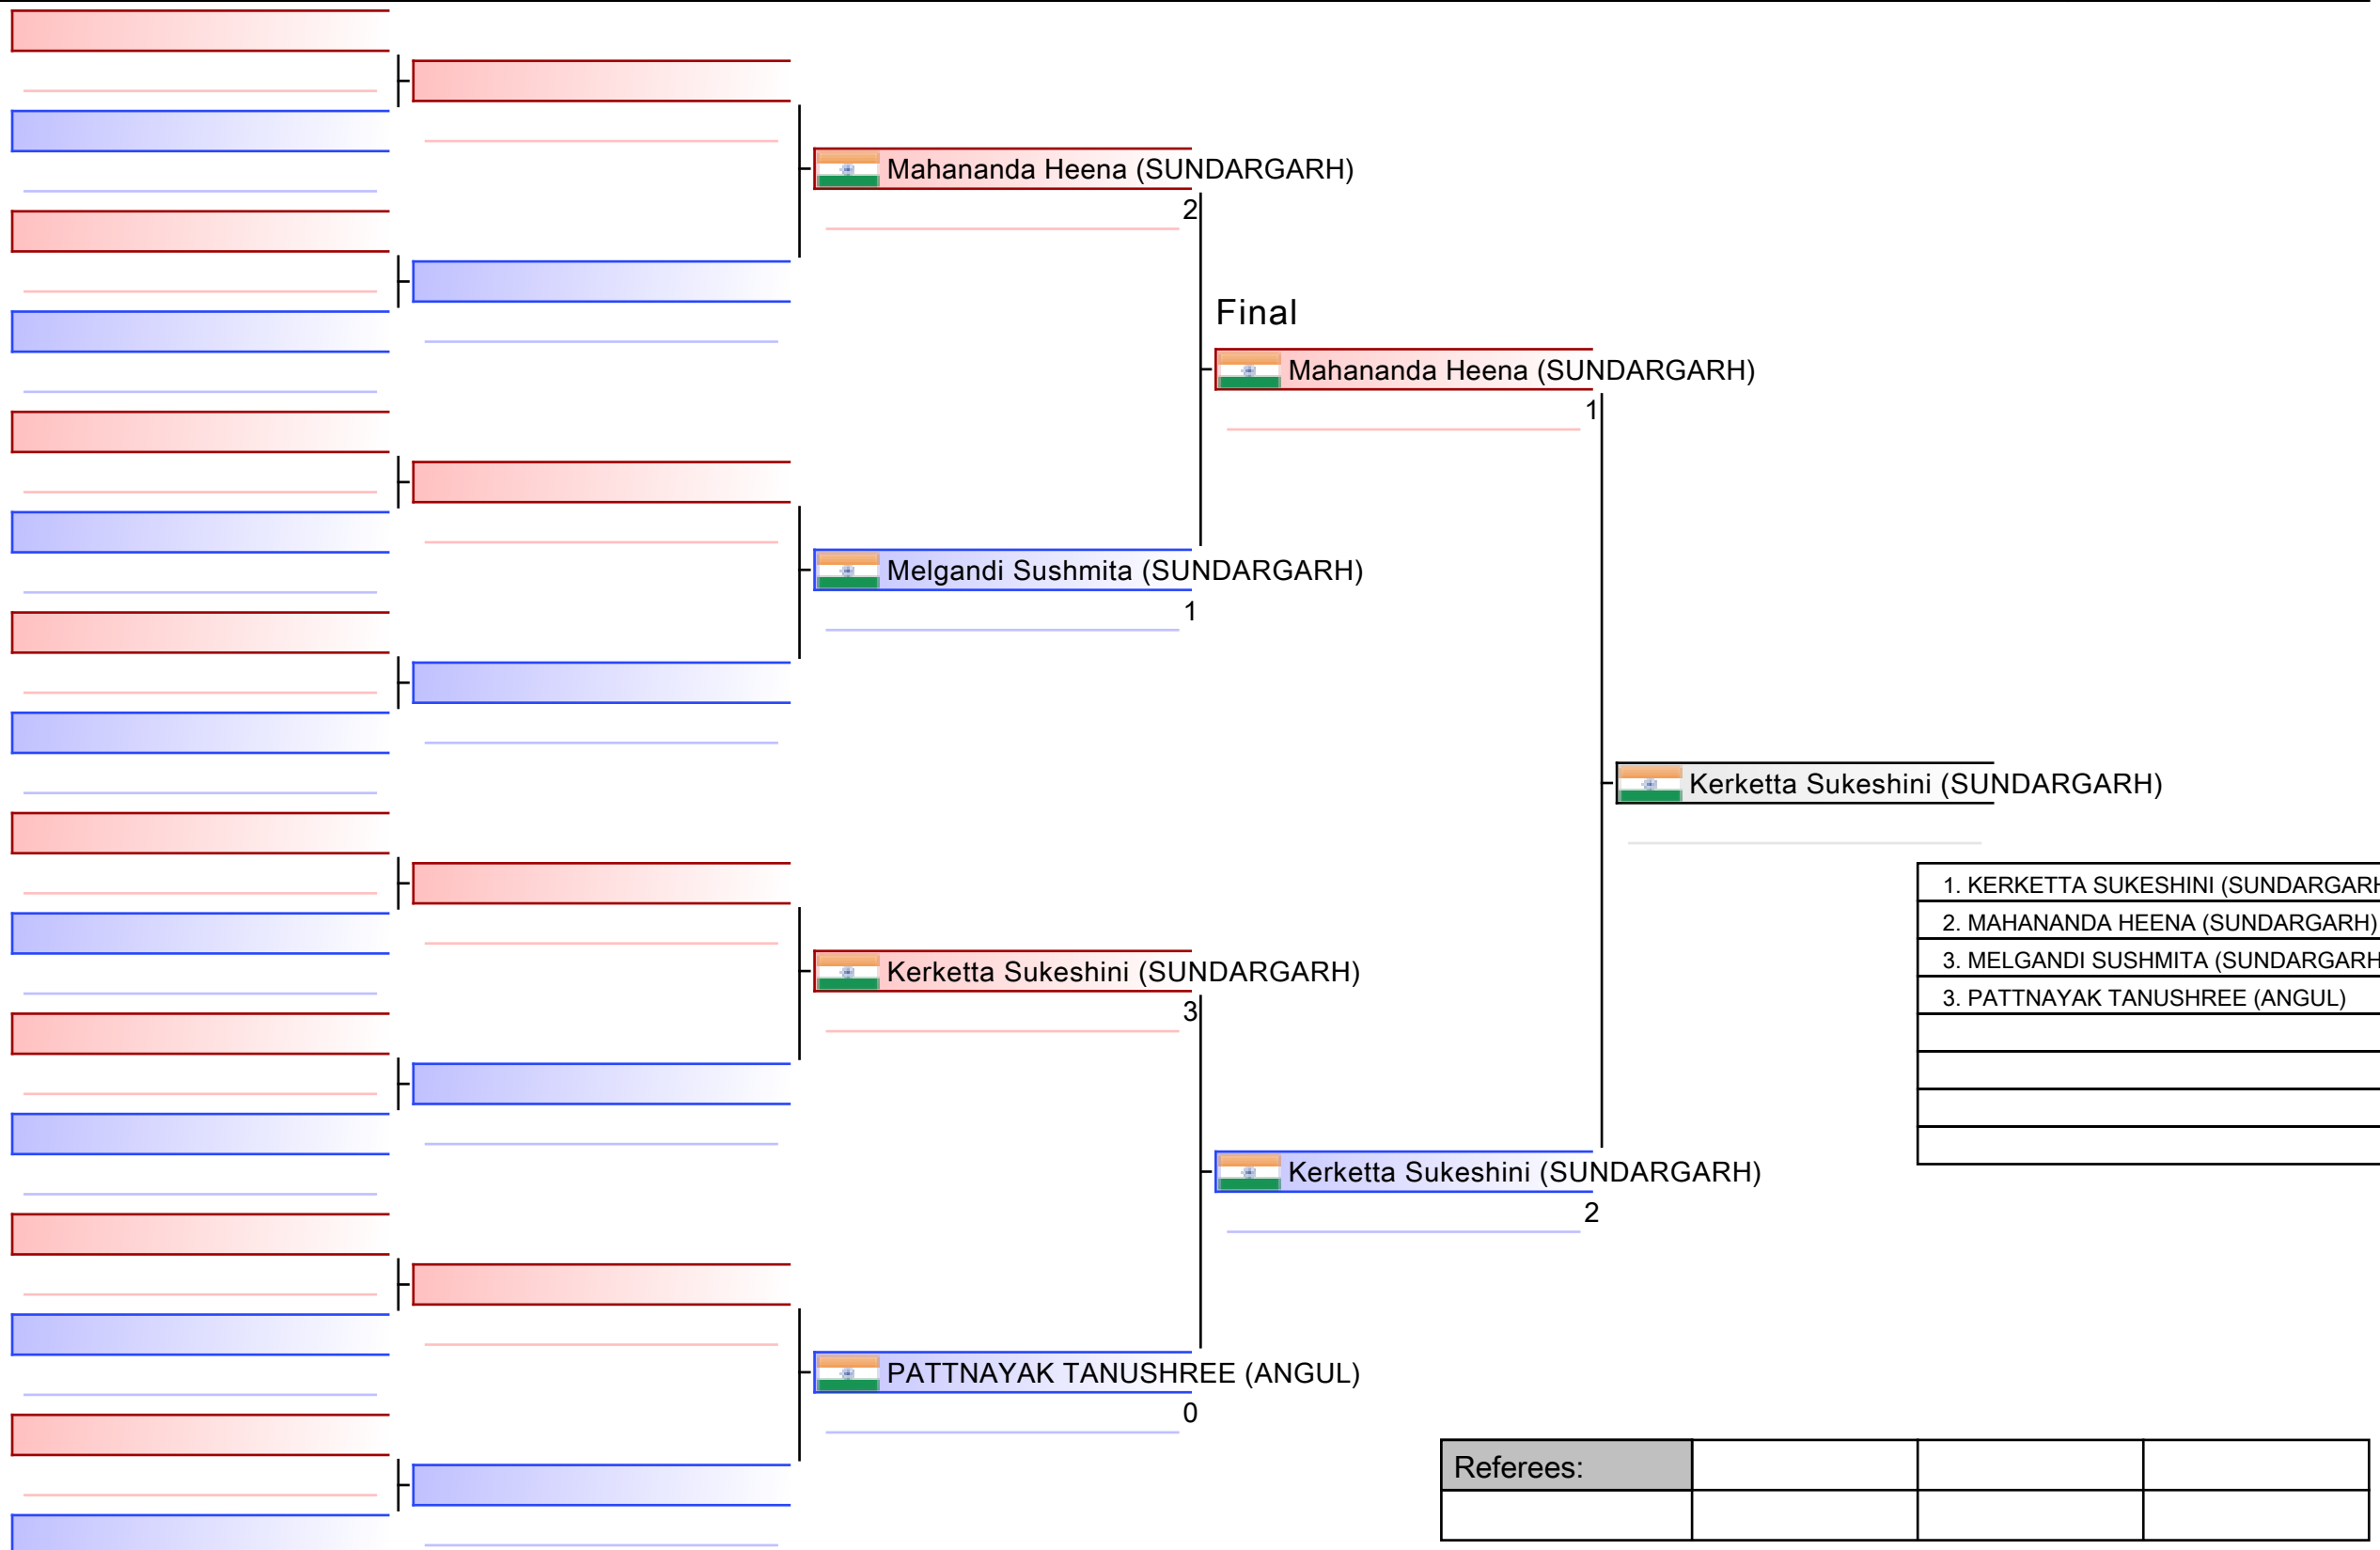 Mahananda Heena (SUNDARGARH)
2
Final
Mahananda Heena (SUNDARGARH)
1
Melgandi Sushmita (SUNDARGARH)
1
Kerketta Sukeshini (SUNDARGARH)
1. KERKETTA SUKESHINI (SUNDARGARH
2. MAHANANDA HEENA (SUNDARGARH)
3. MELGANDI SUSHMITA (SUNDARGARH
3. PATTNAYAK TANUSHREE (ANGUL)
Kerketta Sukeshini (SUNDARGARH)
3
Kerketta Sukeshini (SUNDARGARH)
2
PATTNAYAK TANUSHREE (ANGUL)
0
Referees: